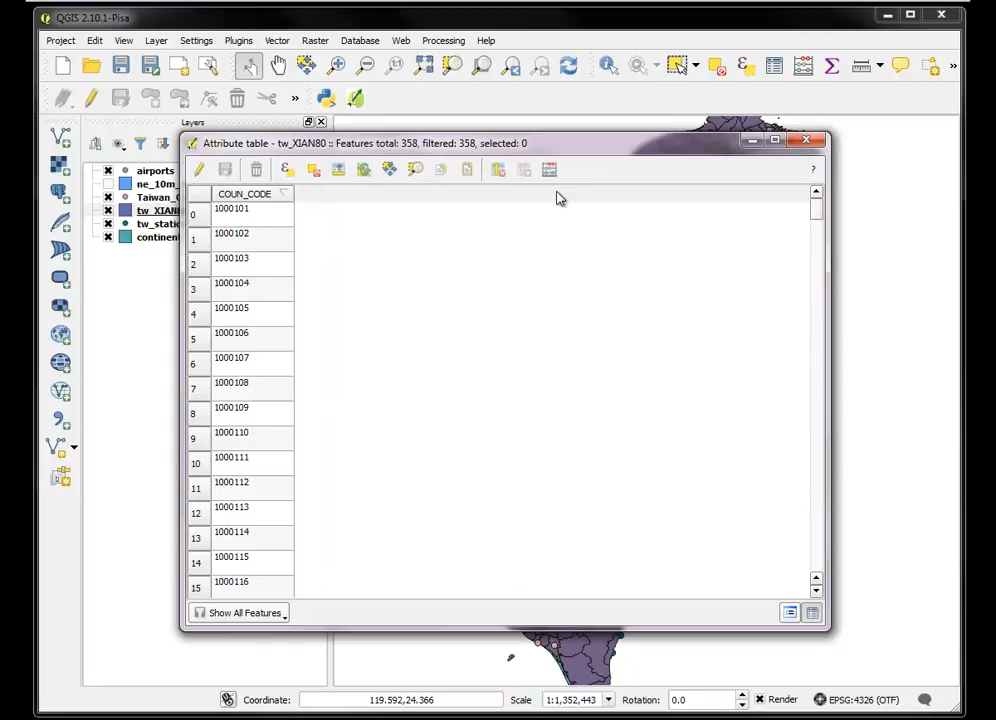 QGIS 2.10.1-Pisa
Project Edit View Layer Settings Plugins Vector Raster Database Web Processing Help
Layers
airports
ne_10m_
Taiwan_
tw_XIAN
tw_static
continen
Attribute table - tw_XIAN80 :: Features total: 358, filtered: 358, selected: 0
?
COUN_CODE
0 1000101
1 1000102
2 1000103
3 1000104
4 1000105
5 1000106
6 1000107
7 1000108
8 1000109
9 1000110
10 1000111
11 1000112
12 1000113
13 1000114
14 1000115
15 1000116
Show All Features
Coordinate: 119.592,24.366 Scale 1:1,352,443 Rotation: 0.0 Render EPSG:4326 (OTF)